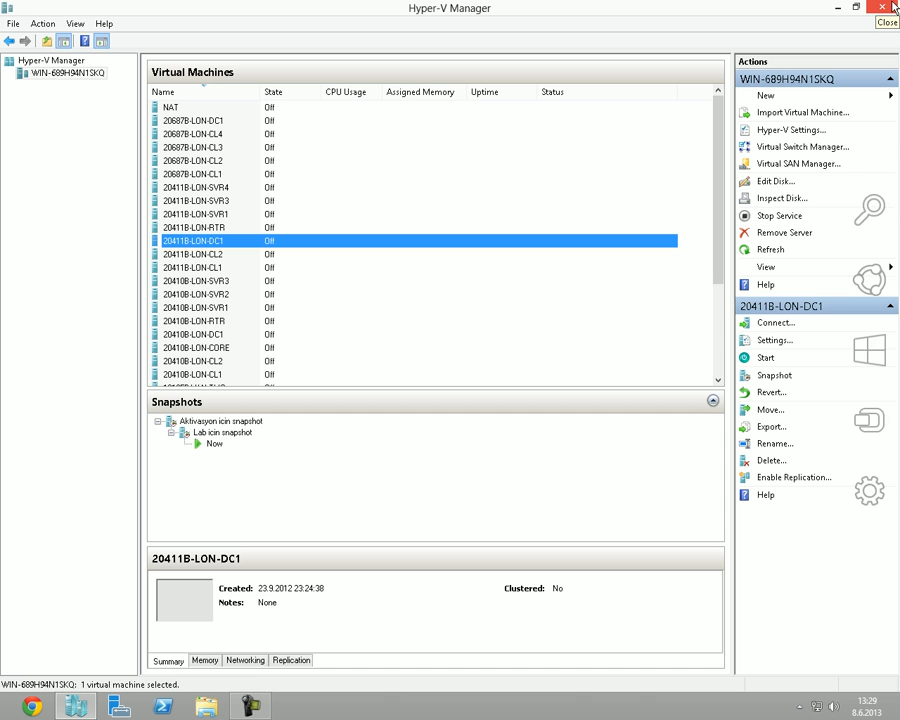 Hyper-V Manager
Close
File Action View Help
Hyper-V Manager
WIN-689H94N1SKQ
Virtual Machines
Name State CPU Usage Assigned Memory Uptime Status
NAT Off
20687B-LON-DC1 Off
20687B-LON-CL4 Off
20687B-LON-CL3 Off
20687B-LON-CL2 Off
20687B-LON-CL1 Off
20411B-LON-SVR4 Off
20411B-LON-SVR3 Off
20411B-LON-SVR1 Off
20411B-LON-RTR Off
20411B-LON-DC1 Off
20411B-LON-CL2 Off
20411B-LON-CL1 Off
20410B-LON-SVR3 Off
20410B-LON-SVR2 Off
20410B-LON-SVR1 Off
20410B-LON-RTR Off
20410B-LON-DC1 Off
20410B-LON-CORE Off
20410B-LON-CL2 Off
20410B-LON-CL1 Off
Snapshots
Aktivasyon icin snapshot
Lab icin snapshot
Now
20411B-LON-DC1
Created: 23.9.2012 23:24:38 Clustered: No
Notes: None
Summary Memory Networking Replication
Actions
WIN-689H94N1SKQ
New
Import Virtual Machine...
Hyper-V Settings...
Virtual Switch Manager...
Virtual SAN Manager...
Edit Disk...
Inspect Disk...
Stop Service
Remove Server
Refresh
View
Help
20411B-LON-DC1
Connect...
Settings...
Start
Snapshot
Revert...
Move...
Export...
Rename...
Delete...
Enable Replication...
Help
WIN-689H94N1SKQ: 1 virtual machine selected.
13:29
8.6.2013